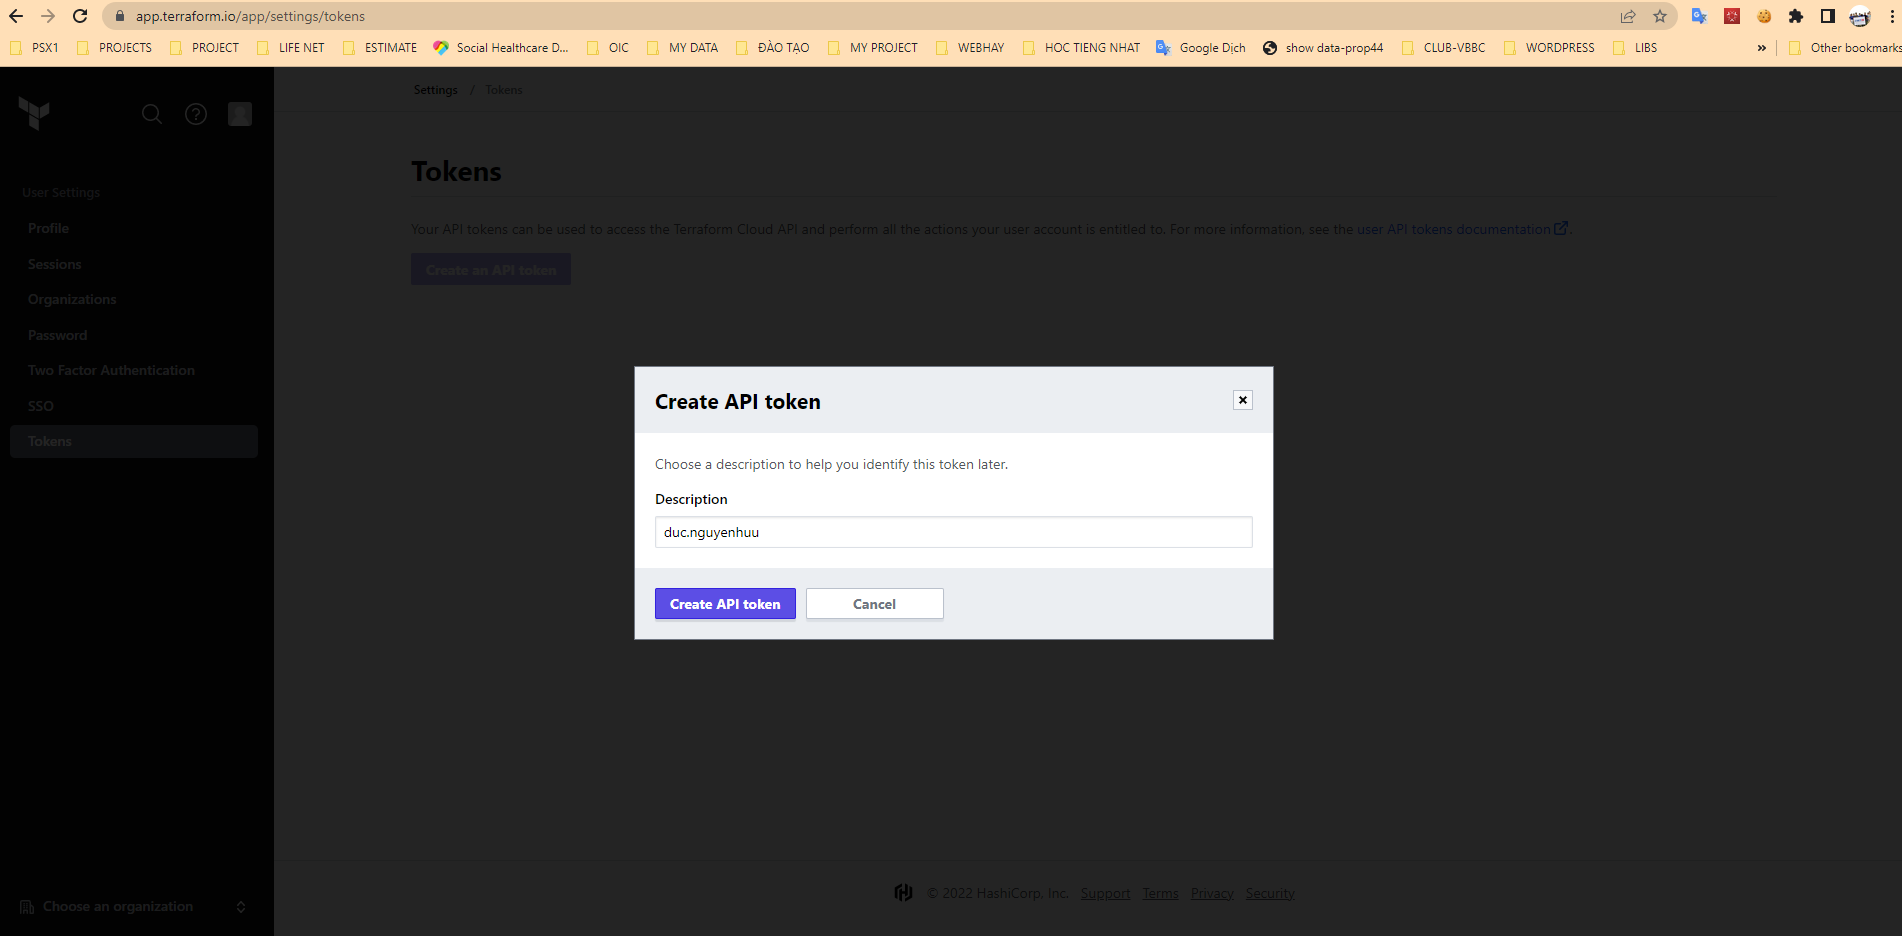 app.terraform.io/app/settings/tokens
PSX1 PROJECTS PROJECT LIFE NET ESTIMATE Social Healthcare D... OIC MY DATA ĐÀO TẠO MY PROJECT WEBHAY HOC TIENG NHAT Google Dịch show data-prop44 CLUB-VBBC WORDPRESS LIBS » Other bookmarks
Settings / Tokens
User Settings
Profile
Sessions
Organizations
Password
Two Factor Authentication
SSO
Tokens
Choose an organization
Tokens
Your API tokens can be used to access the Terraform Cloud API and perform all the actions your user account is entitled to. For more information, see the user API tokens documentation.
Create an API token
Create API token
Choose a description to help you identify this token later.
Description
duc.nguyenhuu
Create API token Cancel
© 2022 HashiCorp, Inc. Support Terms Privacy Security